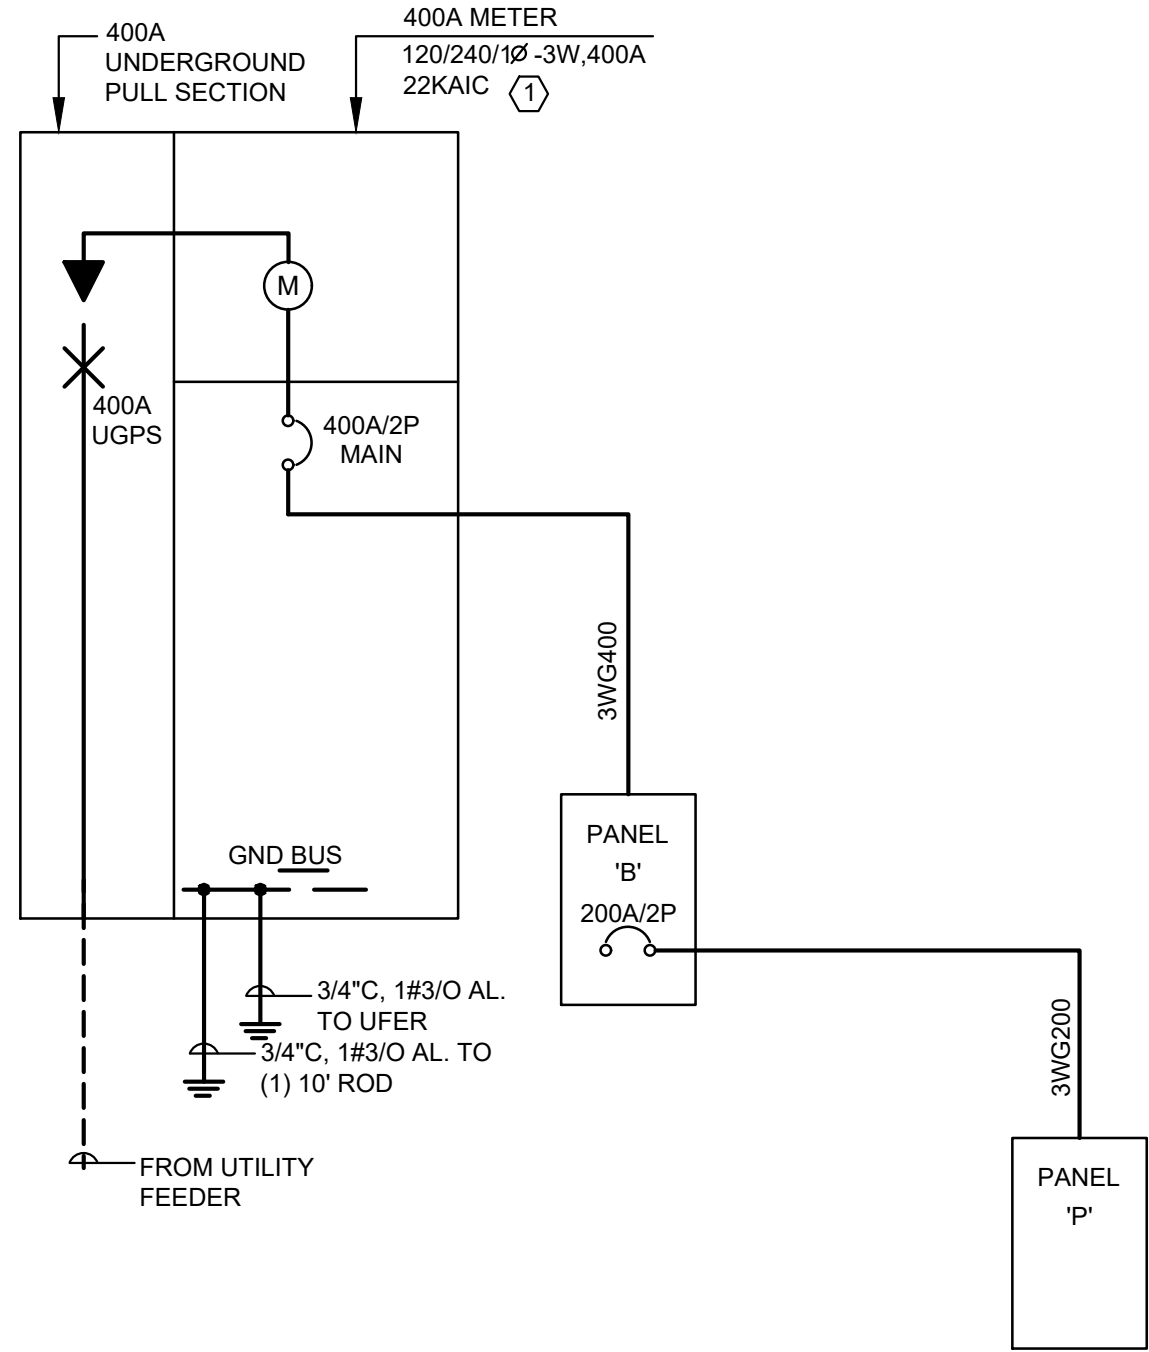 400A
UNDERGROUND
PULL SECTION
400A METER
120/240/1Ø -3W,400A
22KAIC 1
M
400A
UGPS
400A/2P
MAIN
3WG400
PANEL
'B'
200A/2P
GND BUS
3/4"C, 1#3/O AL.
TO UFER
3/4"C, 1#3/O AL. TO
(1) 10' ROD
FROM UTILITY
FEEDER
3WG200
PANEL
'P'